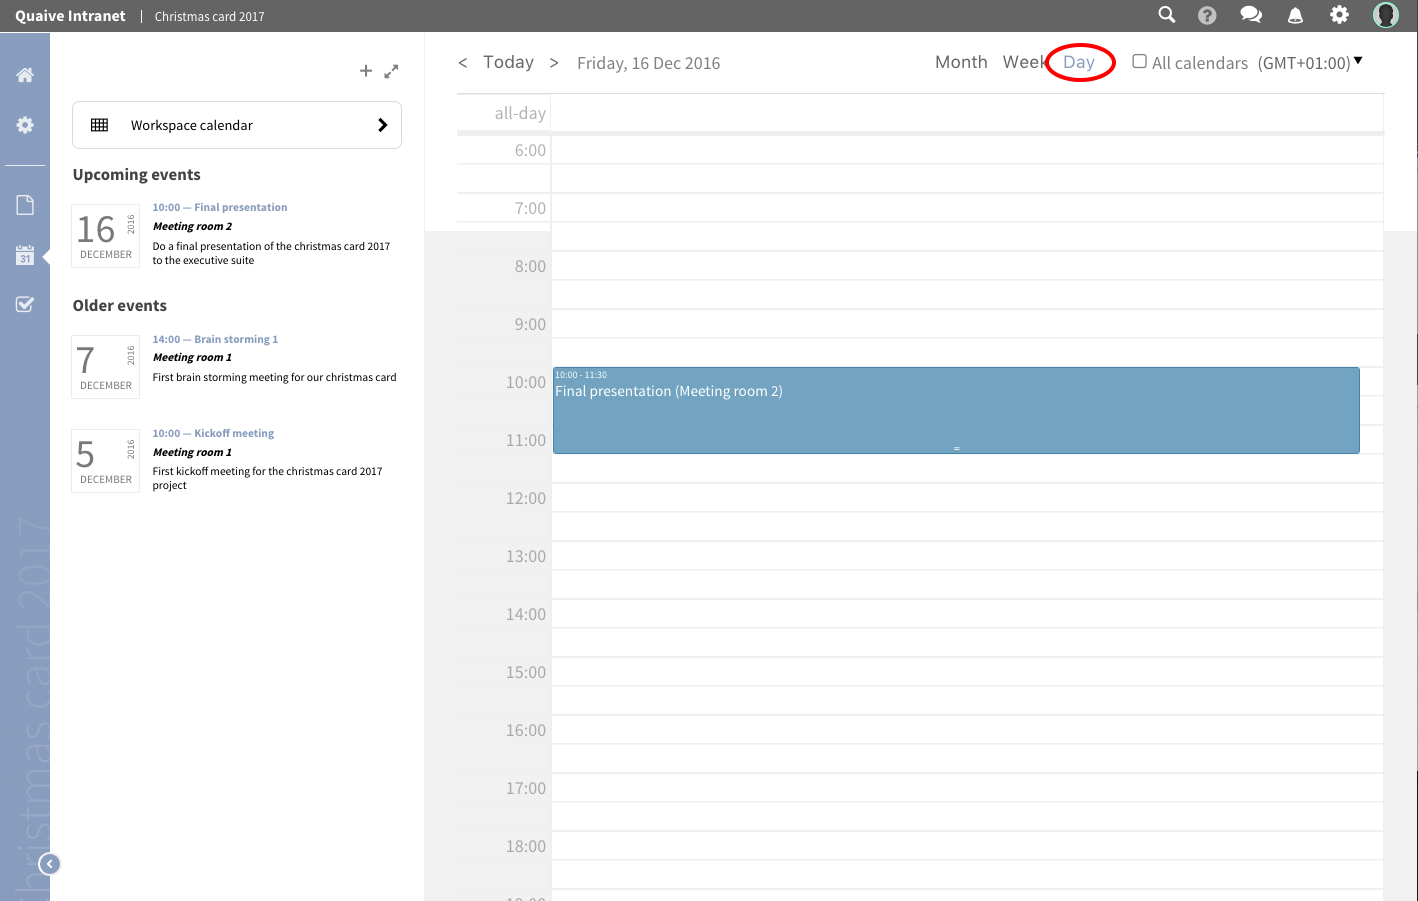 Quaive Intranet | Christmas card 2017
< Today > Friday, 16 Dec 2016 Month Week Day All calendars (GMT+01:00)
Workspace calendar
Upcoming events
16 2016 DECEMBER
10:00 — Final presentation
Meeting room 2
Do a final presentation of the christmas card 2017
to the executive suite
Older events
7 2016 DECEMBER
14:00 — Brain storming 1
Meeting room 1
First brain storming meeting for our christmas card
5 2016 DECEMBER
10:00 — Kickoff meeting
Meeting room 1
First kickoff meeting for the christmas card 2017
project
31
christmas card 2017
all-day
6:00
7:00
8:00
9:00
10:00
10:00 - 11:30
Final presentation (Meeting room 2)
11:00
12:00
13:00
14:00
15:00
16:00
17:00
18:00